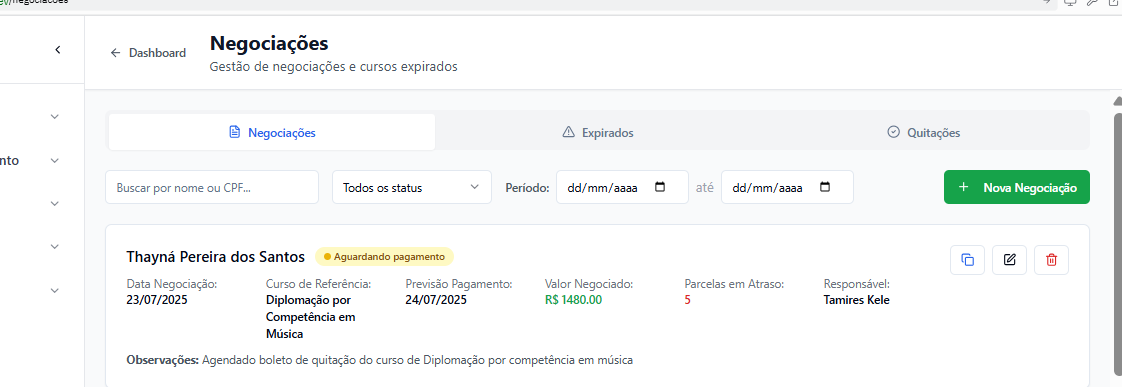 Dashboard
Negociações
Gestão de negociações e cursos expirados
nto
Negociações
Expirados
Quitações
Buscar por nome ou CPF...
Todos os status
Período:
dd/mm/aaaa
até
dd/mm/aaaa
+ Nova Negociação
Thayná Pereira dos Santos
Aguardando pagamento
Data Negociação:
23/07/2025
Curso de Referência:
Diplomação por
Competência em
Música
Previsão Pagamento:
24/07/2025
Valor Negociado:
R$ 1480.00
Parcelas em Atraso:
5
Responsável:
Tamires Kele
Observações: Agendado boleto de quitação do curso de Diplomação por competência em música